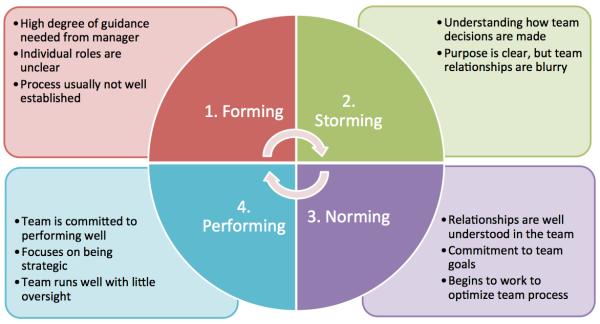 • High degree of guidance
needed from manager
• Individual roles are
unclear
• Process usually not well
established
• Understanding how team
decisions are made
• Purpose is clear, but team
relationships are blurry
1. Forming
2.
Storming
4.
Performing
3. Norming
• Team is committed to
performing well
• Focuses on being
strategic
• Team runs well with little
oversight
• Relationships are well
understood in the team
• Commitment to team
goals
• Begins to work to
optimize team process